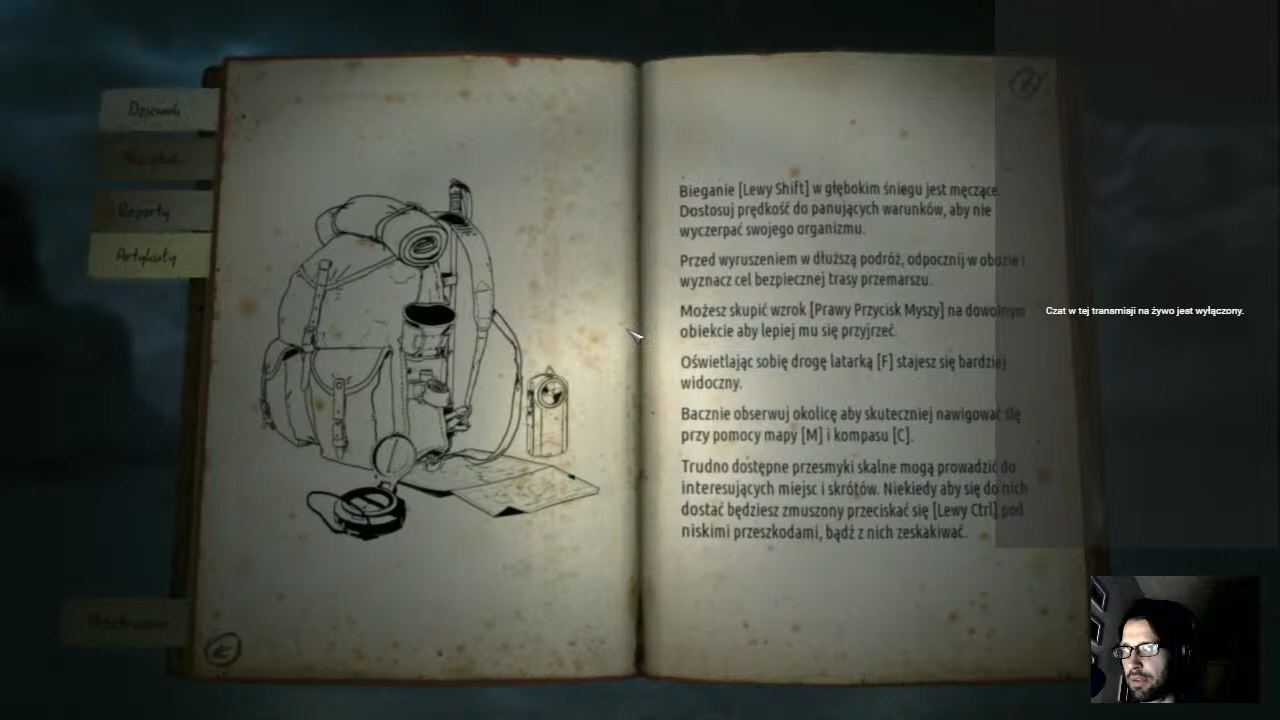 Dziennik
Raporty
Artykuły
Bieganie [Lewy Shift] w głębokim śniegu jest męczące.
Dostosuj prędkość do panujących warunków, aby nie
wyczerpać swojego organizmu.
Przed wyruszeniem w dłuższą podróż, odpocznij w obozie i
wyznacz cel bezpiecznej trasy przemarszu.
Możesz skupić wzrok [Prawy Przycisk Myszy] na dowolnym
obiekcie aby lepiej mu się przyjrzeć.
Oświetlając sobię drogę latarką [F] stajesz się bardziej
widoczny.
Bacznie obserwuj okolicę aby skuteczniej nawigować się
przy pomocy mapy [M] i kompasu [C].
Trudno dostępne przesmyki skalne mogą prowadzić do
interesujących miejsc i skrótów. Niekiedy aby się do nich
dostać będziesz zmuszony przeciskać się [Lewy Ctrl] pod
niskimi przeszkodami, bądź z nich zeskakiwać.
Czat w tej transmisji na żywo jest wyłączony.